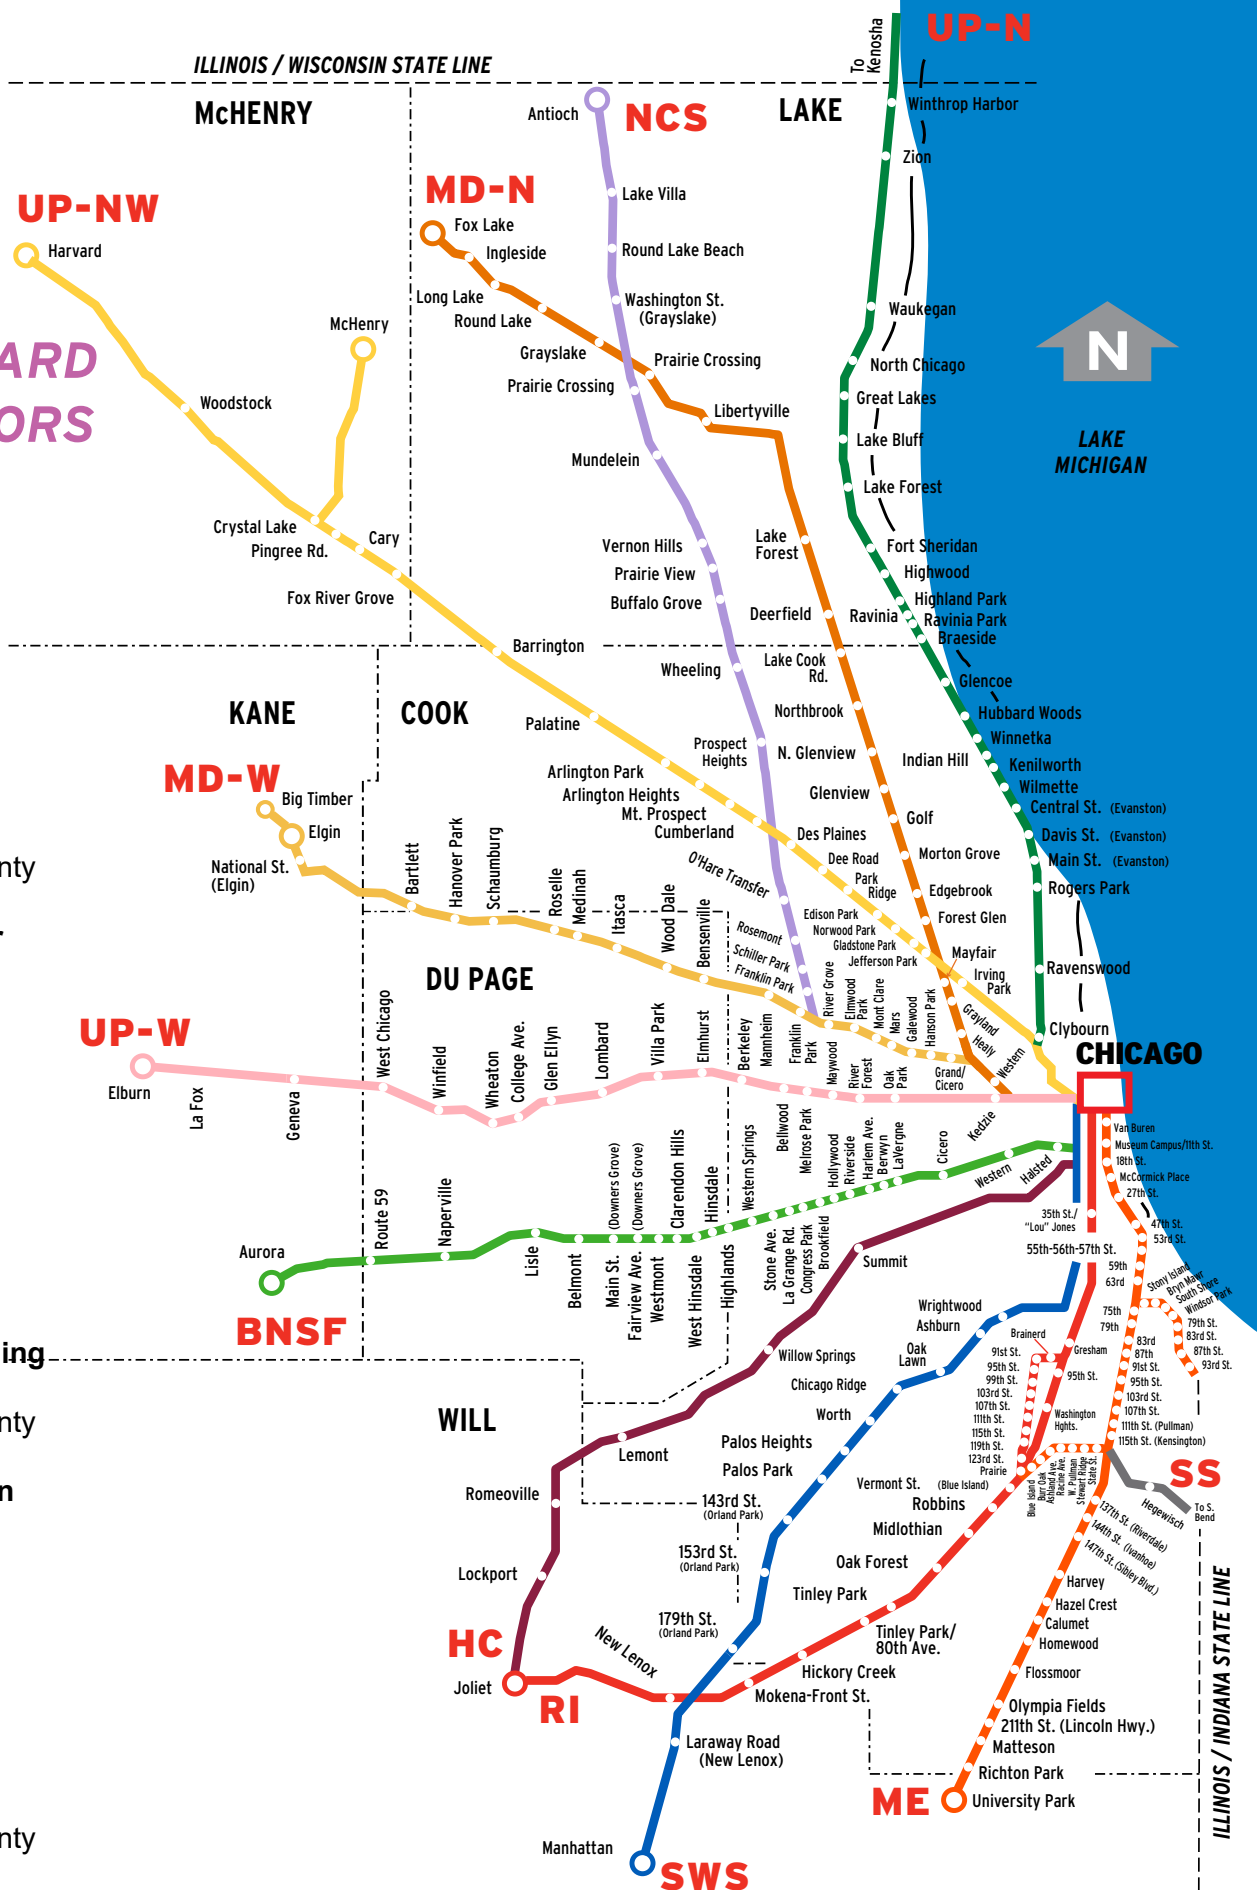 To
Kenosha
UP-N
ILLINOIS / WISCONSIN STATE LINE
McHENRY
LAKE
Antioch
NCS
Winthrop Harbor
Zion
MD-N
UP-NW
Lake Villa
Fox Lake
Harvard
Ingleside
Round Lake Beach
Long Lake
Washington St.
(Grayslake)
Waukegan
Round Lake
McHenry
N
ARD
Grayslake
Prairie Crossing
North Chicago
Prairie Crossing
Great Lakes
Woodstock
Libertyville
ORS
Lake Bluff
LAKE
MICHIGAN
Mundelein
Lake Forest
Crystal Lake
Cary
Pingree Rd.
Vernon Hills
Lake
Forest
Fort Sheridan
Prairie View
Highwood
Fox River Grove
Buffalo Grove
Deerfield
Ravinia
Highland Park
Ravinia Park
Braeside
Barrington
Wheeling
Lake Cook
Rd.
Glencoe
KANE
COOK
Palatine
Northbrook
Hubbard Woods
Winnetka
Prospect
Heights
N. Glenview
Indian Hill
Kenilworth
MD-W
Arlington Park
Wilmette
Arlington Heights
Glenview
Central St. (Evanston)
Big Timber
Mt. Prospect
Golf
Elgin
Cumberland
Des Plaines
Davis St. (Evanston)
National St.
(Elgin)
nty
Bartlett
Hanover Park
Schaumburg
Roselle
Medinah
Itasca
Wood Dale
Bensenville
O'Hare Transfer
Dee Road
Park
Ridge
Morton Grove
Main St. (Evanston)
Edgebrook
Rogers Park
Edison Park
Forest Glen
Norwood Park
Gladstone Park
Rosemont
Jefferson Park
Mayfair
Schiller Park
Franklin Park
Irving
Park
Ravenswood
DU PAGE
UP-W
West Chicago
Winfield
Wheaton
College Ave.
Glen Ellyn
Lombard
Villa Park
Elmhurst
Berkeley
Mannheim
Franklin
Park
River Grove
Elmwood
Park
Mont Clare
Mars
Galewood
Hanson Park
Grayland
Healy
Clybourn
CHICAGO
Elburn
La Fox
Geneva
Maywood
River
Forest
Oak
Park
Grand/
Cicero
Western
Kedzie
Bellwood
Melrose Park
Van Buren
Museum Campus/11th St.
18th St.
McCormick Place
27th St.
Route 59
Naperville
(Downers Grove)
(Downers Grove)
Clarendon Hills
Hinsdale
Western Springs
Hollywood
Riverside
Harlem Ave.
Berwyn
LaVergne
Cicero
Western
Halsted
35th St./
"Lou" Jones
47th St.
53rd St.
Aurora
Lisle
Belmont
Main St.
Fairview Ave.
Westmont
West Hinsdale
Highlands
Stone Ave.
La Grange Rd.
Congress Park
Brookfield
Summit
55th-56th-57th St.
59th
63rd
Stony Island
Bryn Mawr
South Shore
Windsor Park
BNSF
Wrightwood
Ashburn
75th
79th
79th St.
83rd St.
87th St.
93rd St.
ing
Willow Springs
Oak
Lawn
Brainerd
Gresham
83rd
87th
91st St.
95th St.
103rd St.
107th St.
111th St. (Pullman)
115th St. (Kensington)
91st St.
95th St.
99th St.
103rd St.
107th St.
111th St.
115th St.
119th St.
123rd St.
Prairie
95th St.
Washington
Hghts.
Chicago Ridge
nty
WILL
Worth
Lemont
Palos Heights
Palos Park
SS
n
Romeoville
Vermont St. (Blue Island)
Blue Island
Burr Oak
Ashland Ave.
Racine Ave.
W. Pullman
Stewart Ridge
State St.
Hegewisch
To S.
Bend
143rd St.
(Orland Park)
Robbins
Midlothian
137th St. (Riverdale)
144th St. (Ivanhoe)
147th St. (Sibley Blvd.)
153rd St.
(Orland Park)
Oak Forest
Lockport
Tinley Park
Harvey
Hazel Crest
Calumet
Homewood
179th St.
(Orland Park)
HC
New Lenox
Tinley Park/
80th Ave.
Hickory Creek
Flossmoor
Joliet
RI
Mokena-Front St.
Olympia Fields
211th St. (Lincoln Hwy.)
Laraway Road
(New Lenox)
Matteson
Richton Park
ME
University Park
ILLINOIS / INDIANA STATE LINE
nty
Manhattan
SWS